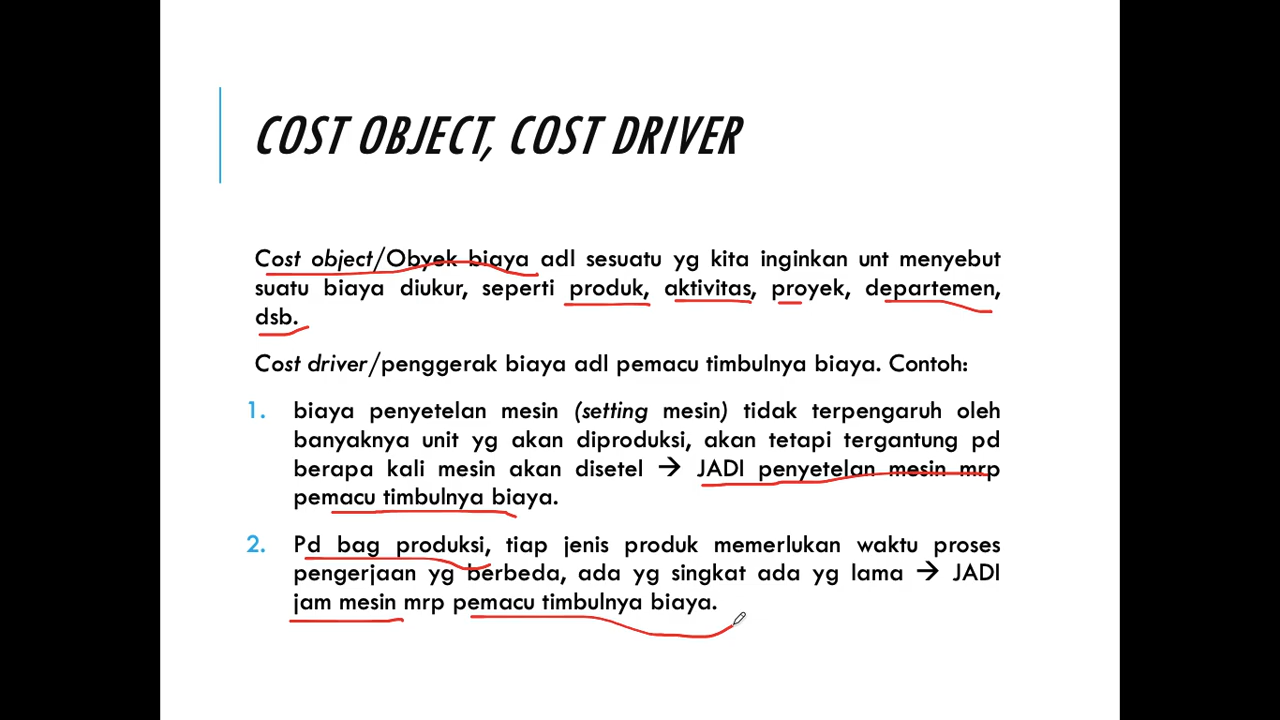 COST OBJECT, COST DRIVER
Cost object/Obyek biaya adl sesuatu yg kita inginkan unt menyebut
suatu biaya diukur, seperti produk, aktivitas, proyek, departemen,
dsb.
Cost driver/penggerak biaya adl pemacu timbulnya biaya. Contoh:
1. biaya penyetelan mesin (setting mesin) tidak terpengaruh oleh
banyaknya unit yg akan diproduksi, akan tetapi tergantung pd
berapa kali mesin akan disetel → JADI penyetelan mesin mrp
pemacu timbulnya biaya.
2. Pd bag produksi, tiap jenis produk memerlukan waktu proses
pengerjaan yg berbeda, ada yg singkat ada yg lama → JADI
jam mesin mrp pemacu timbulnya biaya.